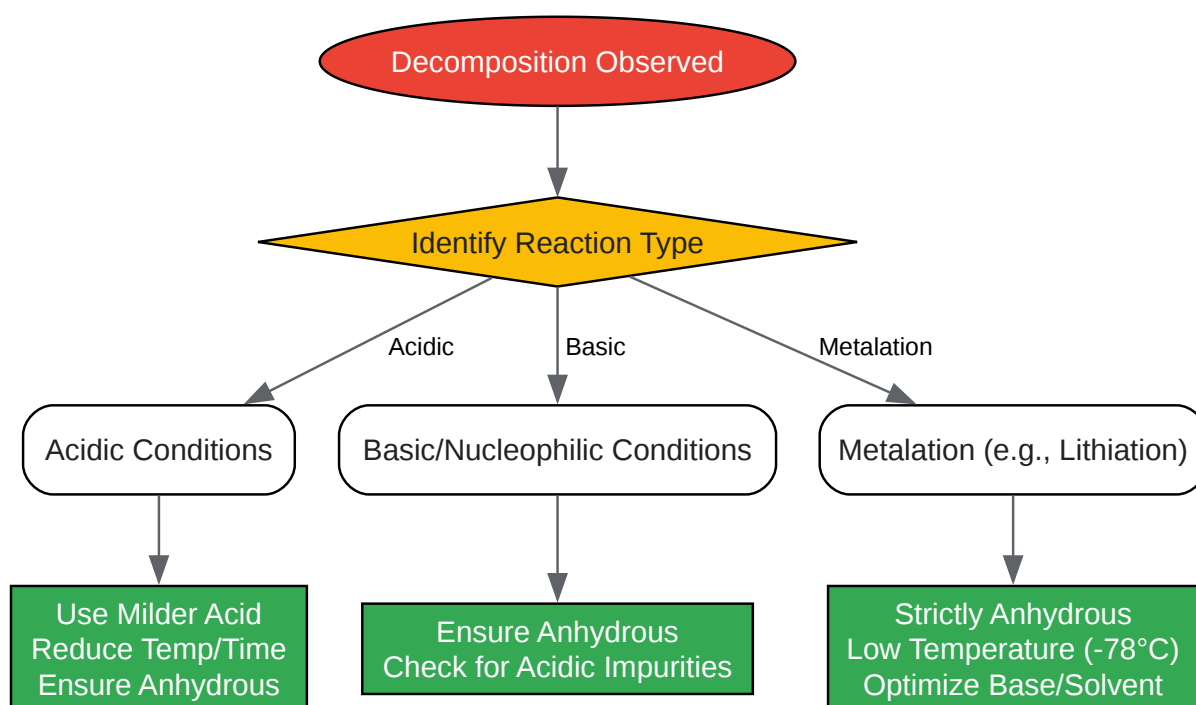 Decomposition Observed
Identify Reaction Type
Acidic
Basic
Metalation
Acidic Conditions
Basic/Nucleophilic Conditions
Metalation (e.g., Lithiation)
Use Milder Acid
Reduce Temp/Time
Ensure Anhydrous
Ensure Anhydrous
Check for Acidic Impurities
Strictly Anhydrous
Low Temperature (-78°C)
Optimize Base/Solvent